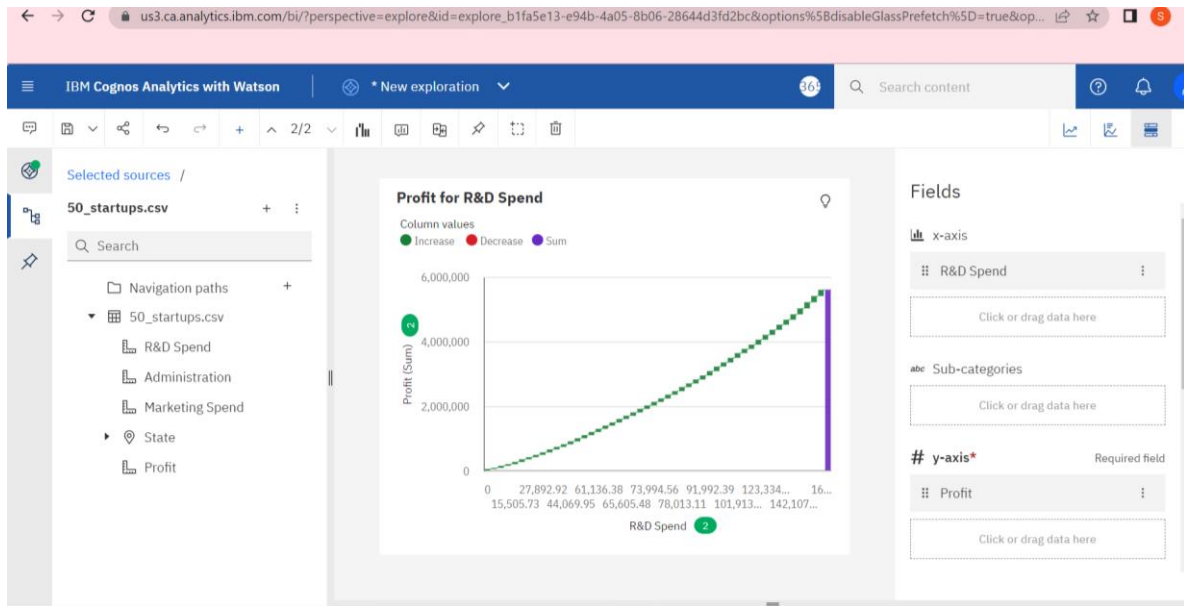 us3.ca.analytics.ibm.com/bi/?perspective=explore&id=explore_b1fa5e13-e94b-4a05-8b06-28644d3fd2bc&options%5BdisableGlassPrefetch%5D=true&op...
S
IBM Cognos Analytics with Watson
* New exploration
365
Search content
2/2
Selected sources /
50_startups.csv
Search
Navigation paths
50_startups.csv
R&D Spend
Administration
Marketing Spend
State
Profit
Profit for R&D Spend
Column values
Increase Decrease Sum
6,000,000
4,000,000
2,000,000
0
Profit (Sum) 2
0 27,892.92 61,136.38 73,994.56 91,992.39 123,334... 16...
15,505.73 44,069.95 65,605.48 78,013.11 101,913... 142,107...
R&D Spend 2
Fields
x-axis
R&D Spend
Click or drag data here
abc Sub-categories
Click or drag data here
# y-axis* Required field
Profit
Click or drag data here